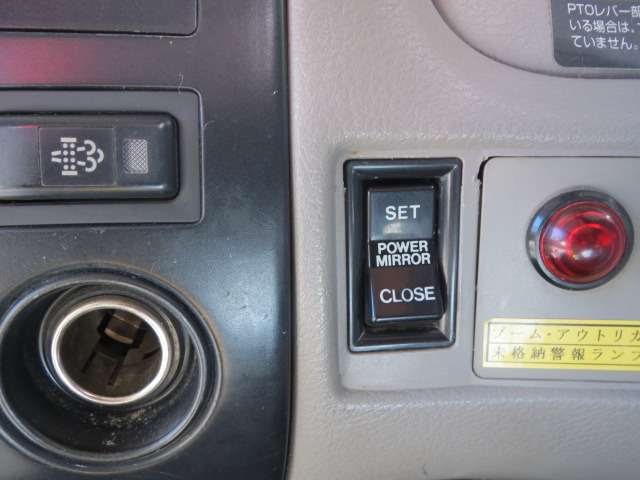 PTOレバー部
いる場合は、
ていません。
SET
POWER
MIRROR
CLOSE
ブーム・アウトリガ
未格納警報ランプ